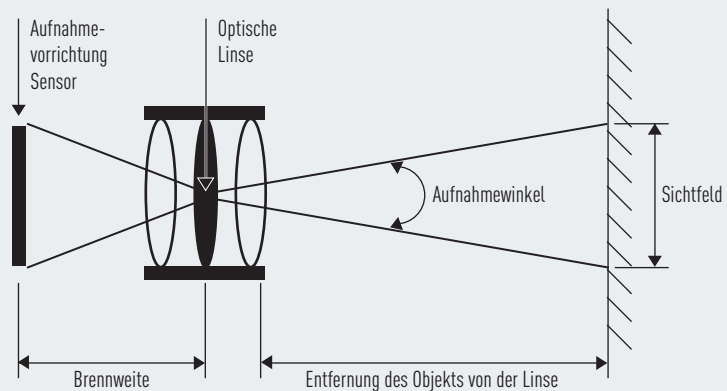 Aufnahme-
vorrichtung
Sensor
Optische
Linse
Aufnahmewinkel
Sichtfeld
Brennweite
Entfernung des Objekts von der Linse